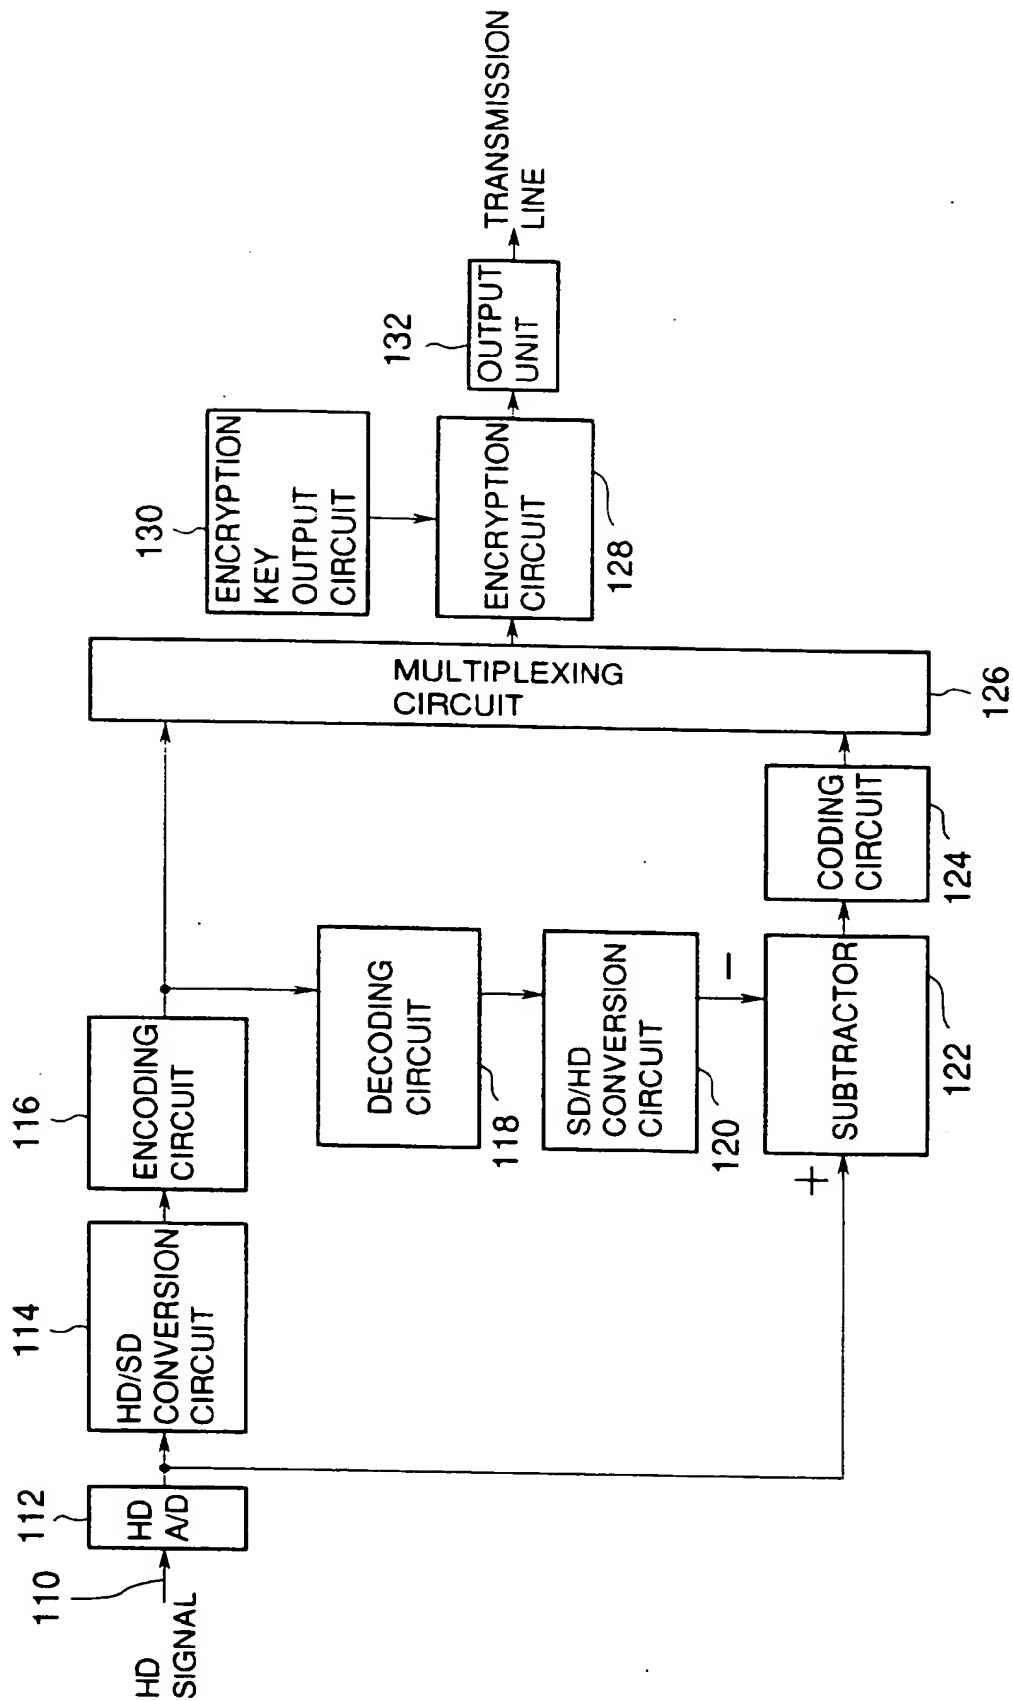 HD
SIGNAL
110
112
HD
A/D
114
HD/SD
CONVERSION
CIRCUIT
116
ENCODING
CIRCUIT
DECODING
CIRCUIT
118
SD/HD
CONVERSION
CIRCUIT
120
+
−
SUBTRACTOR
122
CODING
CIRCUIT
124
MULTIPLEXING
CIRCUIT
126
130
ENCRYPTION
KEY
OUTPUT
CIRCUIT
ENCRYPTION
CIRCUIT
128
132
OUTPUT
UNIT
TRANSMISSION
LINE